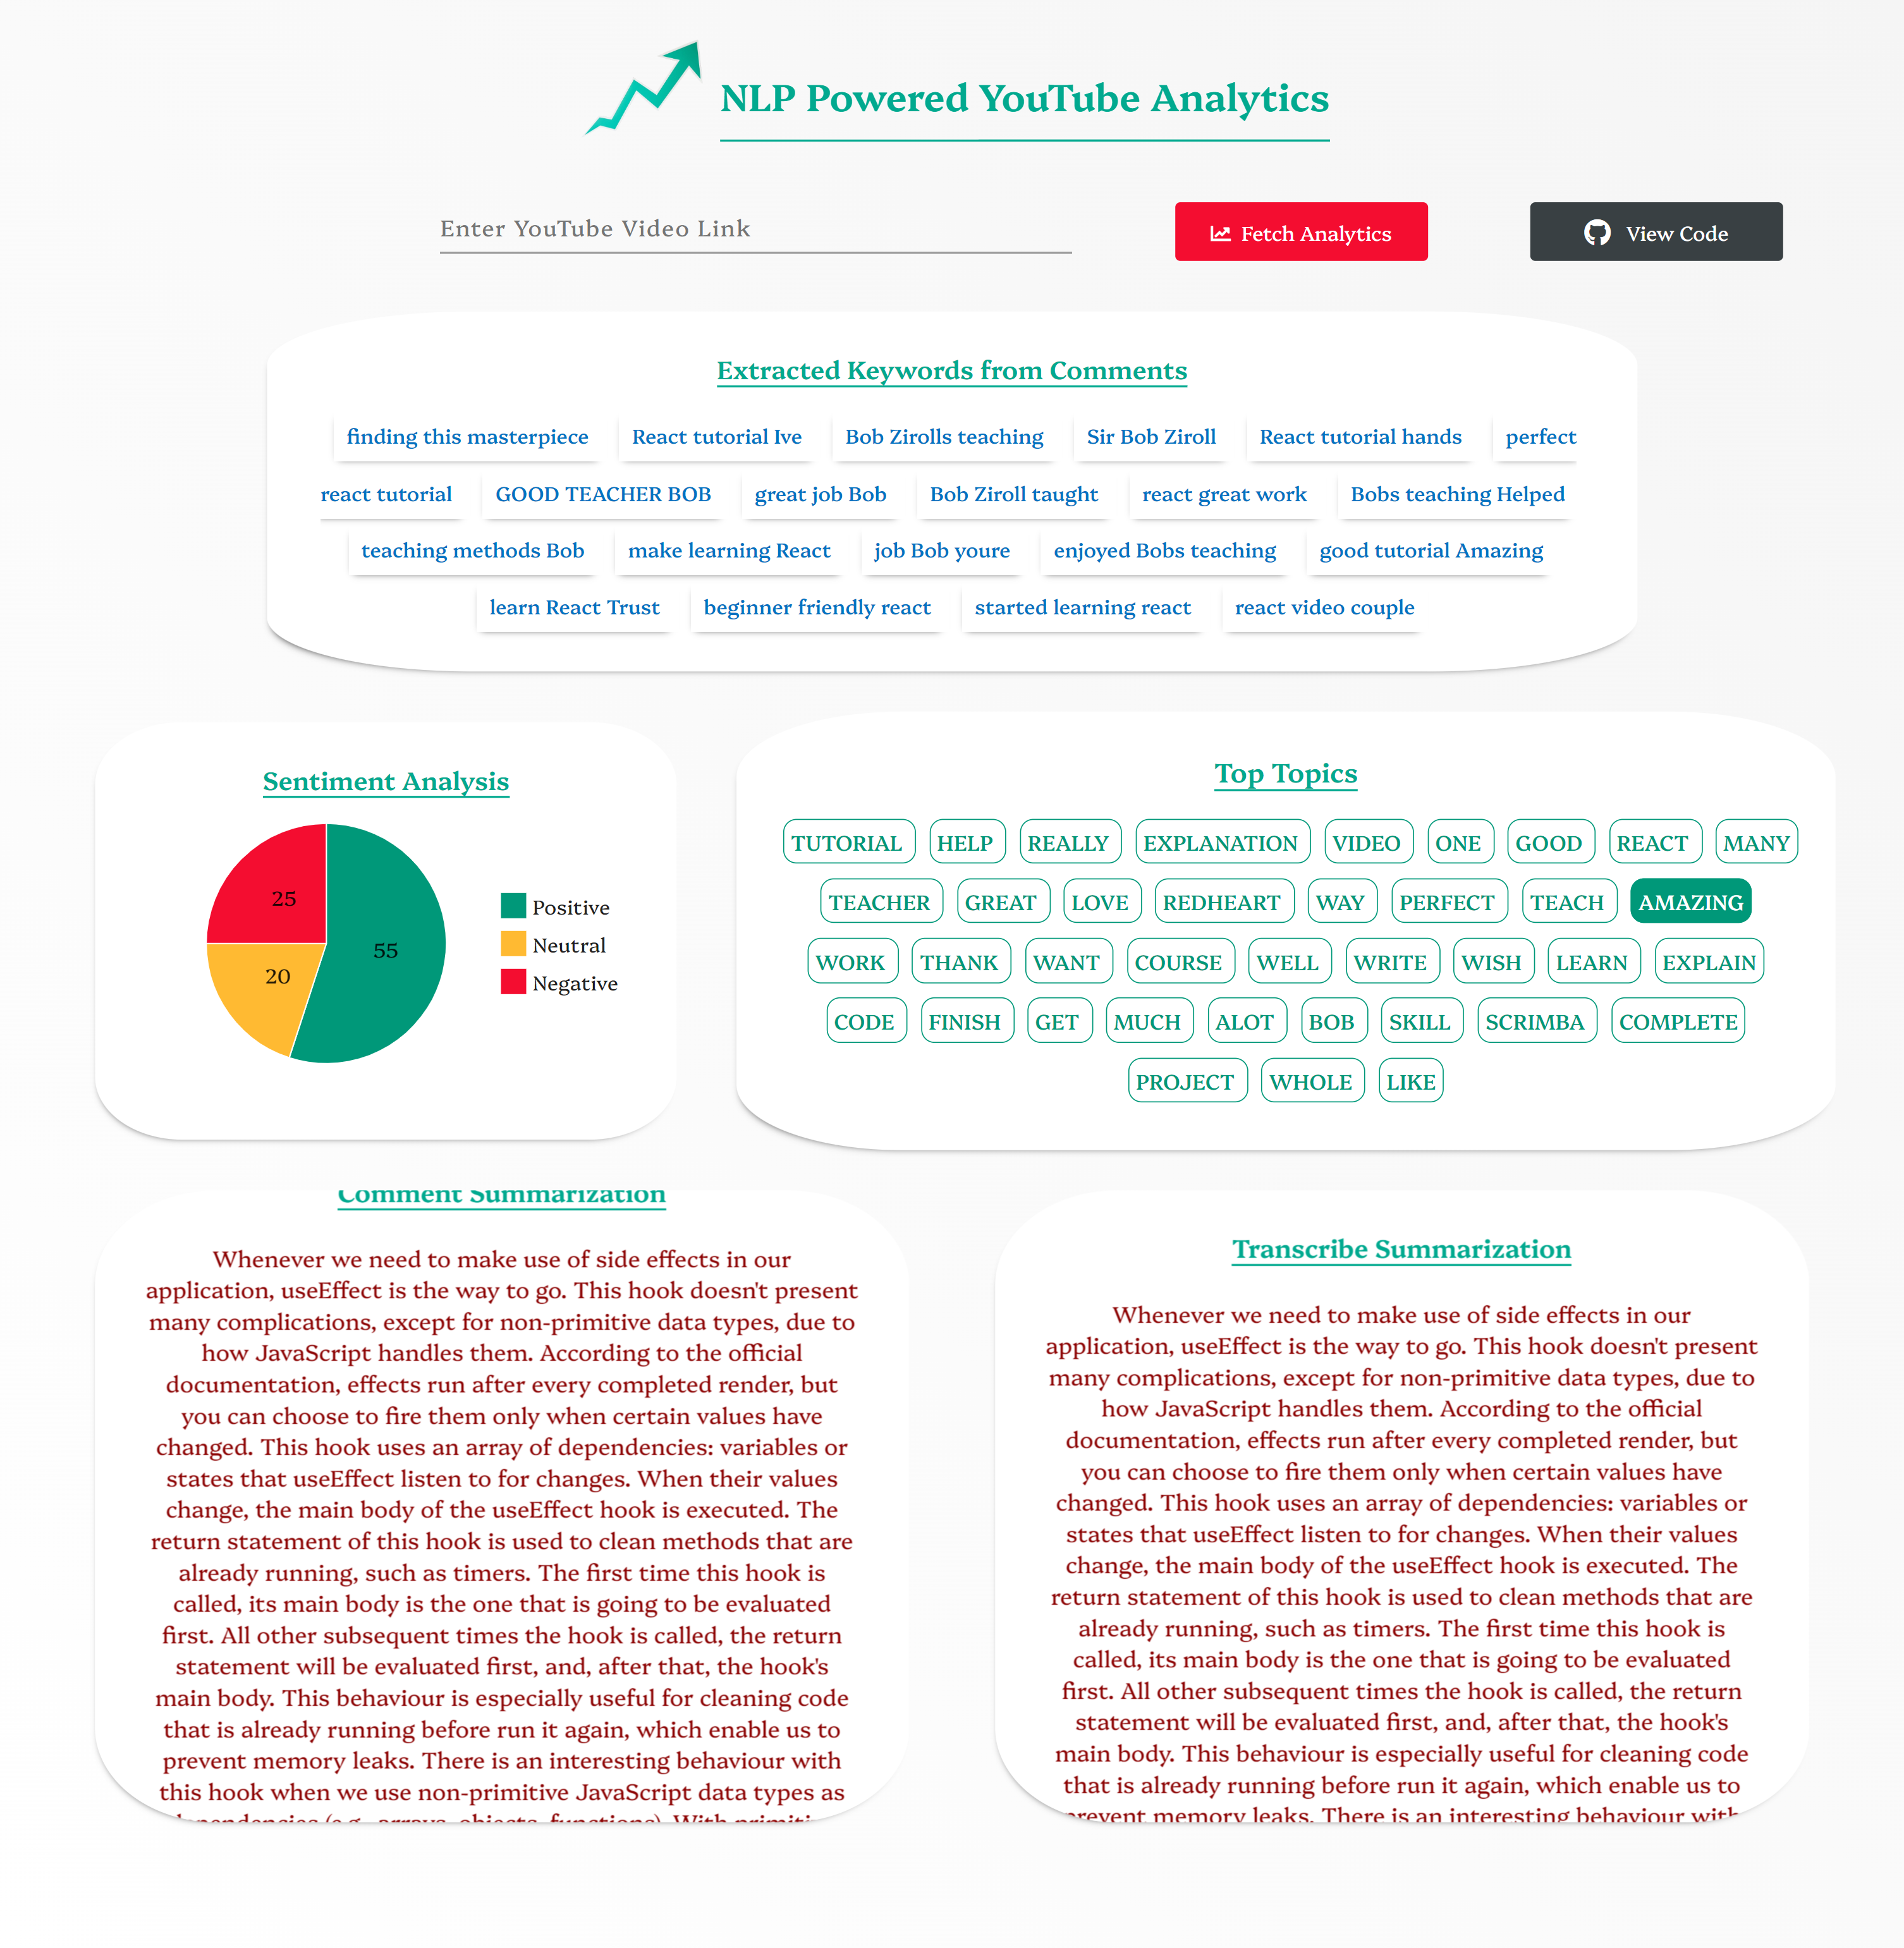 NLP Powered YouTube Analytics
Enter YouTube Video Link
Fetch Analytics
View Code
Extracted Keywords from Comments
finding this masterpiece React tutorial Ive Bob Zirolls teaching Sir Bob Ziroll React tutorial hands perfect
react tutorial GOOD TEACHER BOB great job Bob Bob Ziroll taught react great work Bobs teaching Helped
teaching methods Bob make learning React job Bob youre enjoyed Bobs teaching good tutorial Amazing
learn React Trust beginner friendly react started learning react react video couple
Sentiment Analysis
25
55
20
Positive
Neutral
Negative
Top Topics
TUTORIAL HELP REALLY EXPLANATION VIDEO ONE GOOD REACT MANY
TEACHER GREAT LOVE REDHEART WAY PERFECT TEACH AMAZING
WORK THANK WANT COURSE WELL WRITE WISH LEARN EXPLAIN
CODE FINISH GET MUCH ALOT BOB SKILL SCRIMBA COMPLETE
PROJECT WHOLE LIKE
Comment Summarization
Whenever we need to make use of side effects in our
application, useEffect is the way to go. This hook doesn't present
many complications, except for non-primitive data types, due to
how JavaScript handles them. According to the official
documentation, effects run after every completed render, but
you can choose to fire them only when certain values have
changed. This hook uses an array of dependencies: variables or
states that useEffect listen to for changes. When their values
change, the main body of the useEffect hook is executed. The
return statement of this hook is used to clean methods that are
already running, such as timers. The first time this hook is
called, its main body is the one that is going to be evaluated
first. All other subsequent times the hook is called, the return
statement will be evaluated first, and, after that, the hook's
main body. This behaviour is especially useful for cleaning code
that is already running before run it again, which enable us to
prevent memory leaks. There is an interesting behaviour with
this hook when we use non-primitive JavaScript data types as
(e.g., arrays, objects, functions). With
Transcribe Summarization
Whenever we need to make use of side effects in our
application, useEffect is the way to go. This hook doesn't present
many complications, except for non-primitive data types, due to
how JavaScript handles them. According to the official
documentation, effects run after every completed render, but
you can choose to fire them only when certain values have
changed. This hook uses an array of dependencies: variables or
states that useEffect listen to for changes. When their values
change, the main body of the useEffect hook is executed. The
return statement of this hook is used to clean methods that are
already running, such as timers. The first time this hook is
called, its main body is the one that is going to be evaluated
first. All other subsequent times the hook is called, the return
statement will be evaluated first, and, after that, the hook's
main body. This behaviour is especially useful for cleaning code
that is already running before run it again, which enable us to
prevent memory leaks. There is an interesting behaviour with